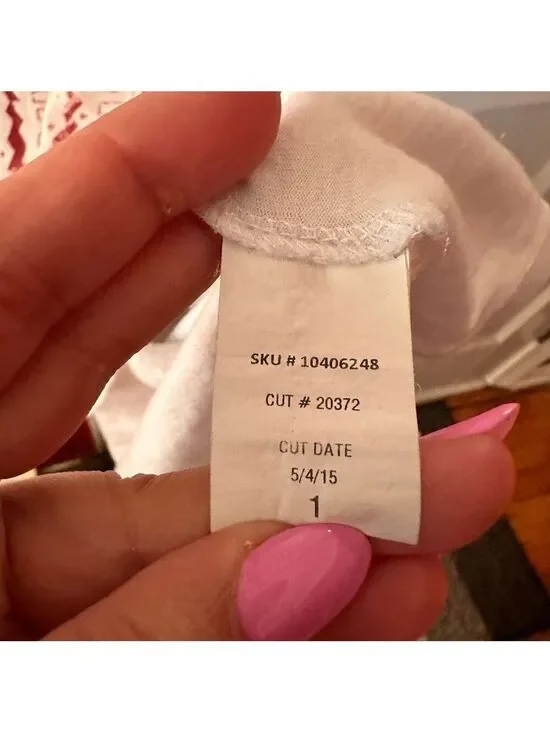 SKU # 10406248
CUT # 20372
CUT DATE
5/4/15
1